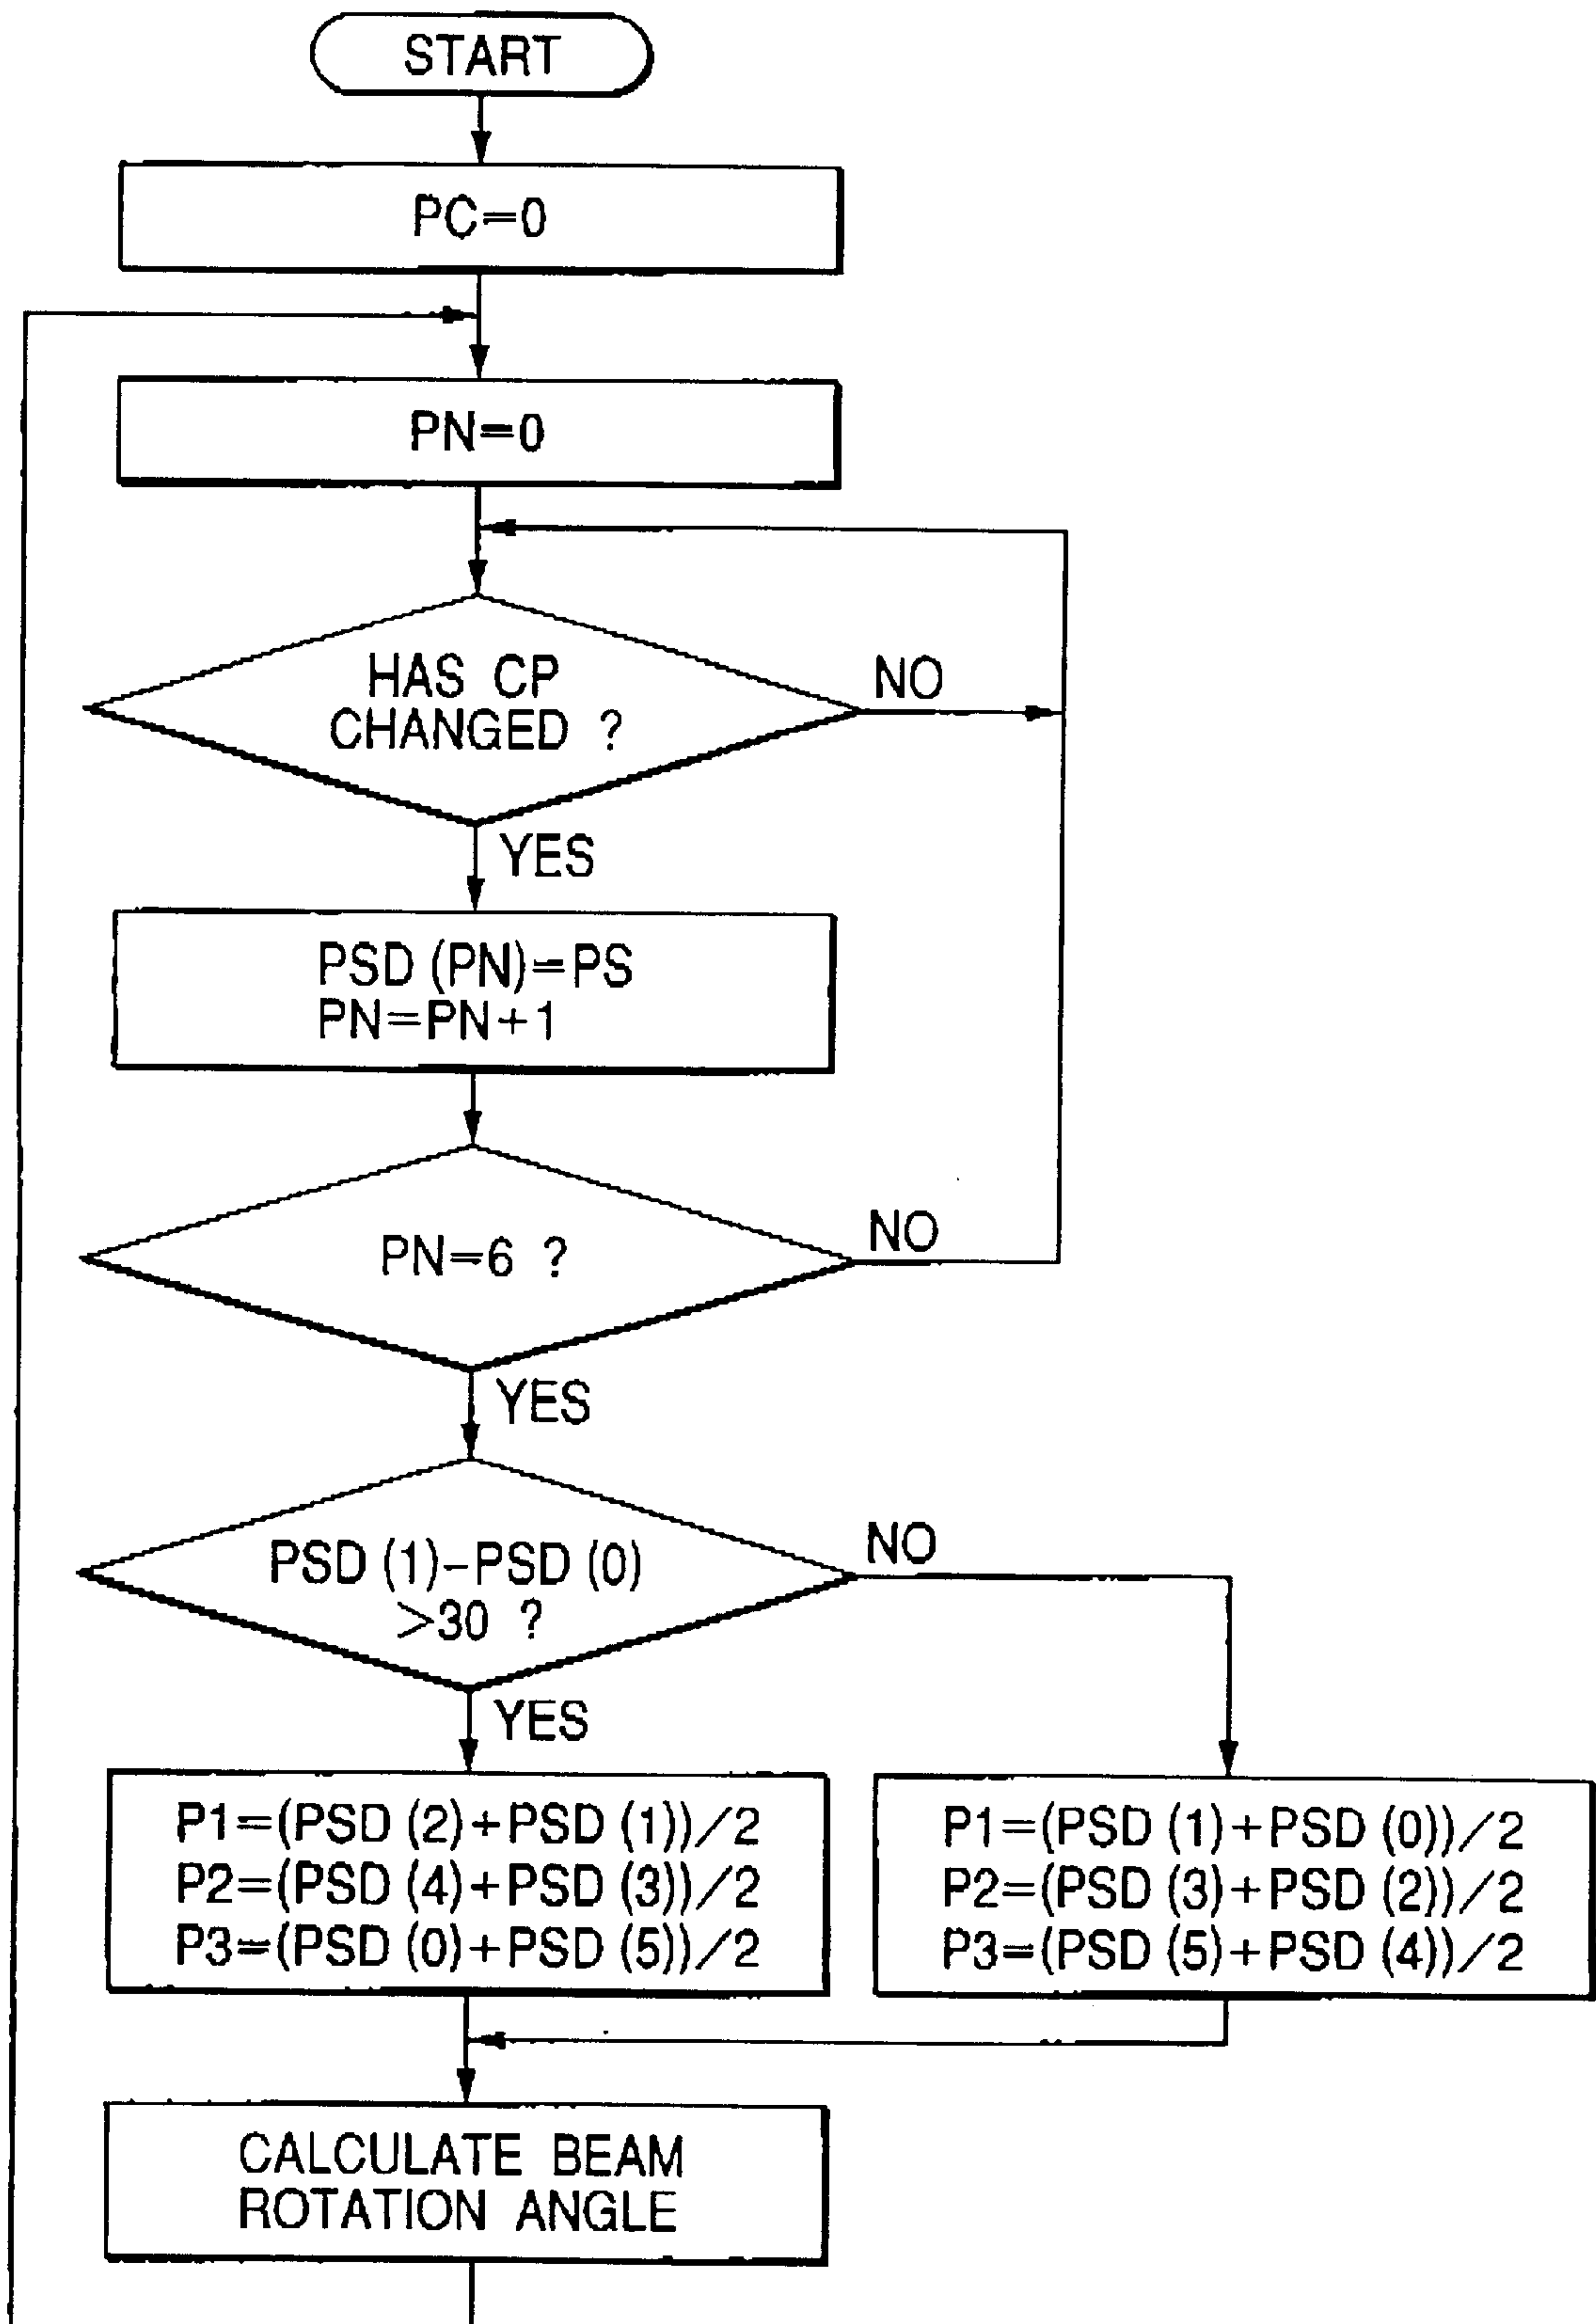 START
PC=0
PN=0
HAS CP
CHANGED ?
NO
YES
PSD (PN)=PS
PN=PN+1
PN=6 ?
NO
YES
PSD (1)-PSD (0)
>30 ?
NO
YES
P1=(PSD (2)+PSD (1))/2
P2=(PSD (4)+PSD (3))/2
P3=(PSD (0)+PSD (5))/2
P1=(PSD (1)+PSD (0))/2
P2=(PSD (3)+PSD (2))/2
P3=(PSD (5)+PSD (4))/2
CALCULATE BEAM
ROTATION ANGLE